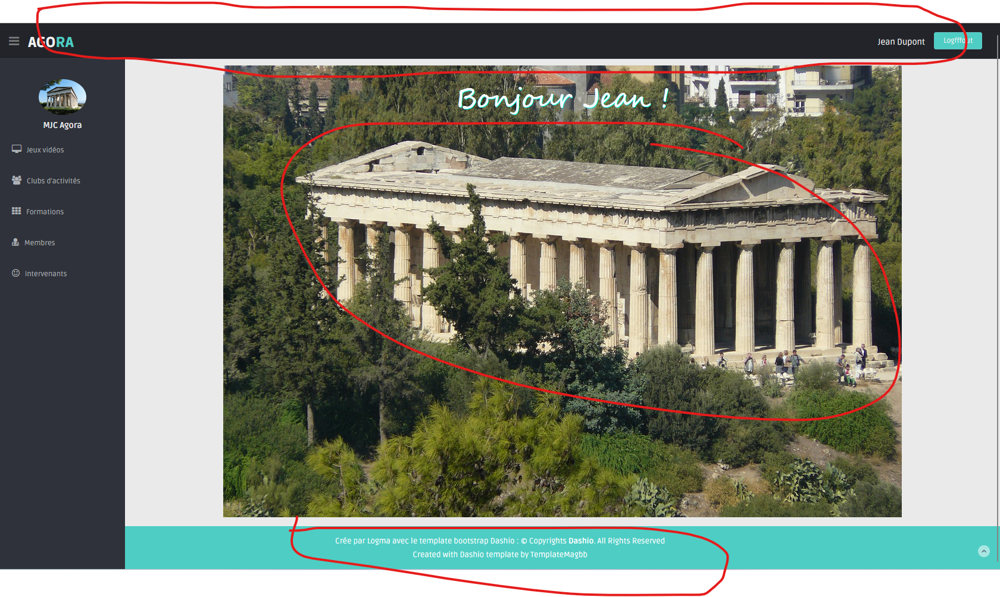 AGORA
Jean Dupont
Logfffout
MJC Agora
Jeux vidéos
Clubs d'activités
Formations
Membres
Intervenants
Bonjour Jean !
Crée par Logma avec le template bootstrap Dashio : © Copyrights Dashio. All Rights Reserved
Created with Dashio template by TemplateMagbb